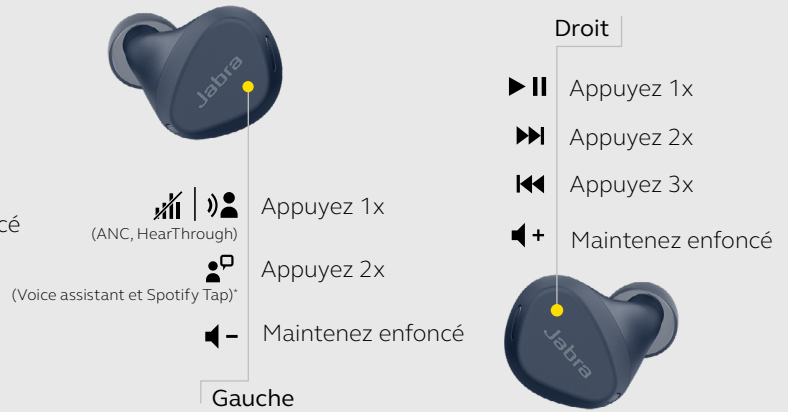 Jabra
cé
(ANC, HearThrough)
Appuyez 1x
Appuyez 2x
(Voice assistant et Spotify Tap)*
Maintenez enfoncé
Gauche
Droit
Appuyez 1x
Appuyez 2x
Appuyez 3x
Maintenez enfoncé
Jabra